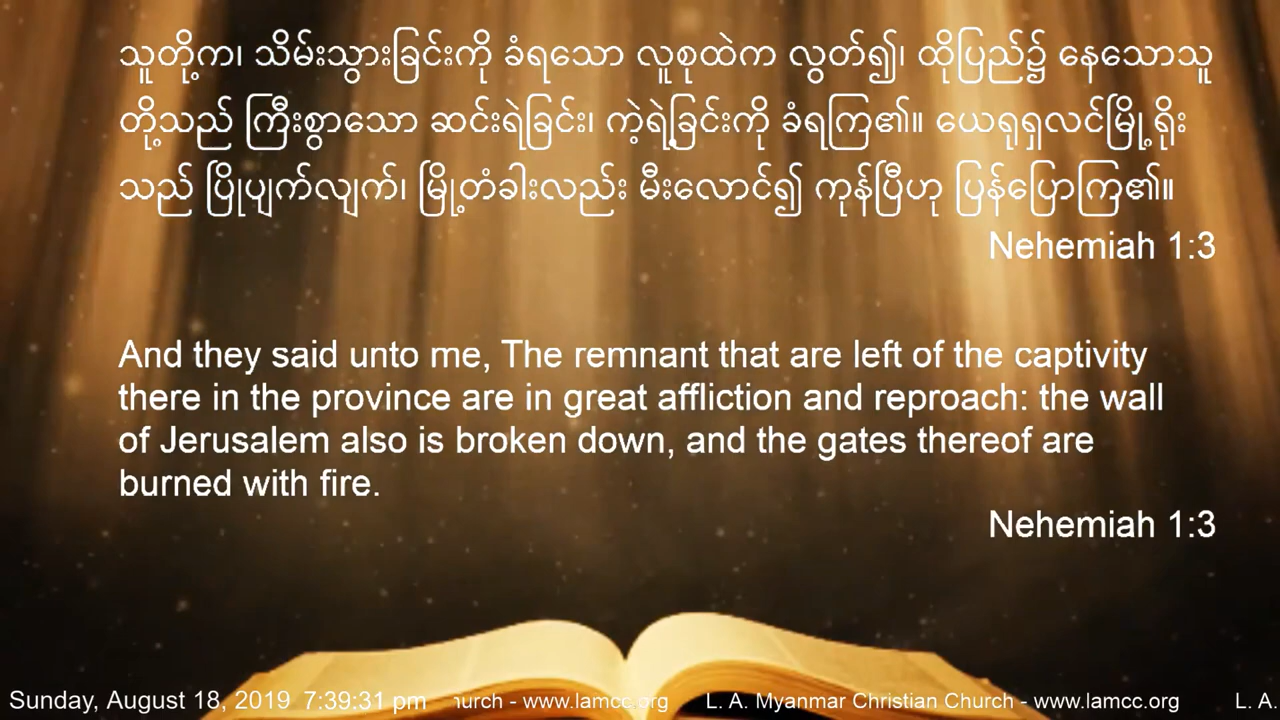 သူတို့က၊ သိမ်းသွားခြင်းကို ခံရသော လူစုထဲက လွတ်၍၊ ထိုပြည်၌ နေသောသူ
တို့သည် ကြီးစွာသော ဆင်းရဲခြင်း၊ ကဲ့ရဲ့ခြင်းကို ခံရကြ၏။ ယေရုရှလင်မြို့ရိုး
သည် ပြိုပျက်လျက်၊ မြို့တံခါးလည်း မီးလောင်၍ ကုန်ပြီဟု ပြန်ပြောကြ၏။
Nehemiah 1:3
And they said unto me, The remnant that are left of the captivity
there in the province are in great affliction and reproach: the wall
of Jerusalem also is broken down, and the gates thereof are
burned with fire.
Nehemiah 1:3
Sunday, August 18, 2019 7:39:31 pm urch - www.lamcc.org L. A. Myanmar Christian Church - www.lamcc.org L. A.